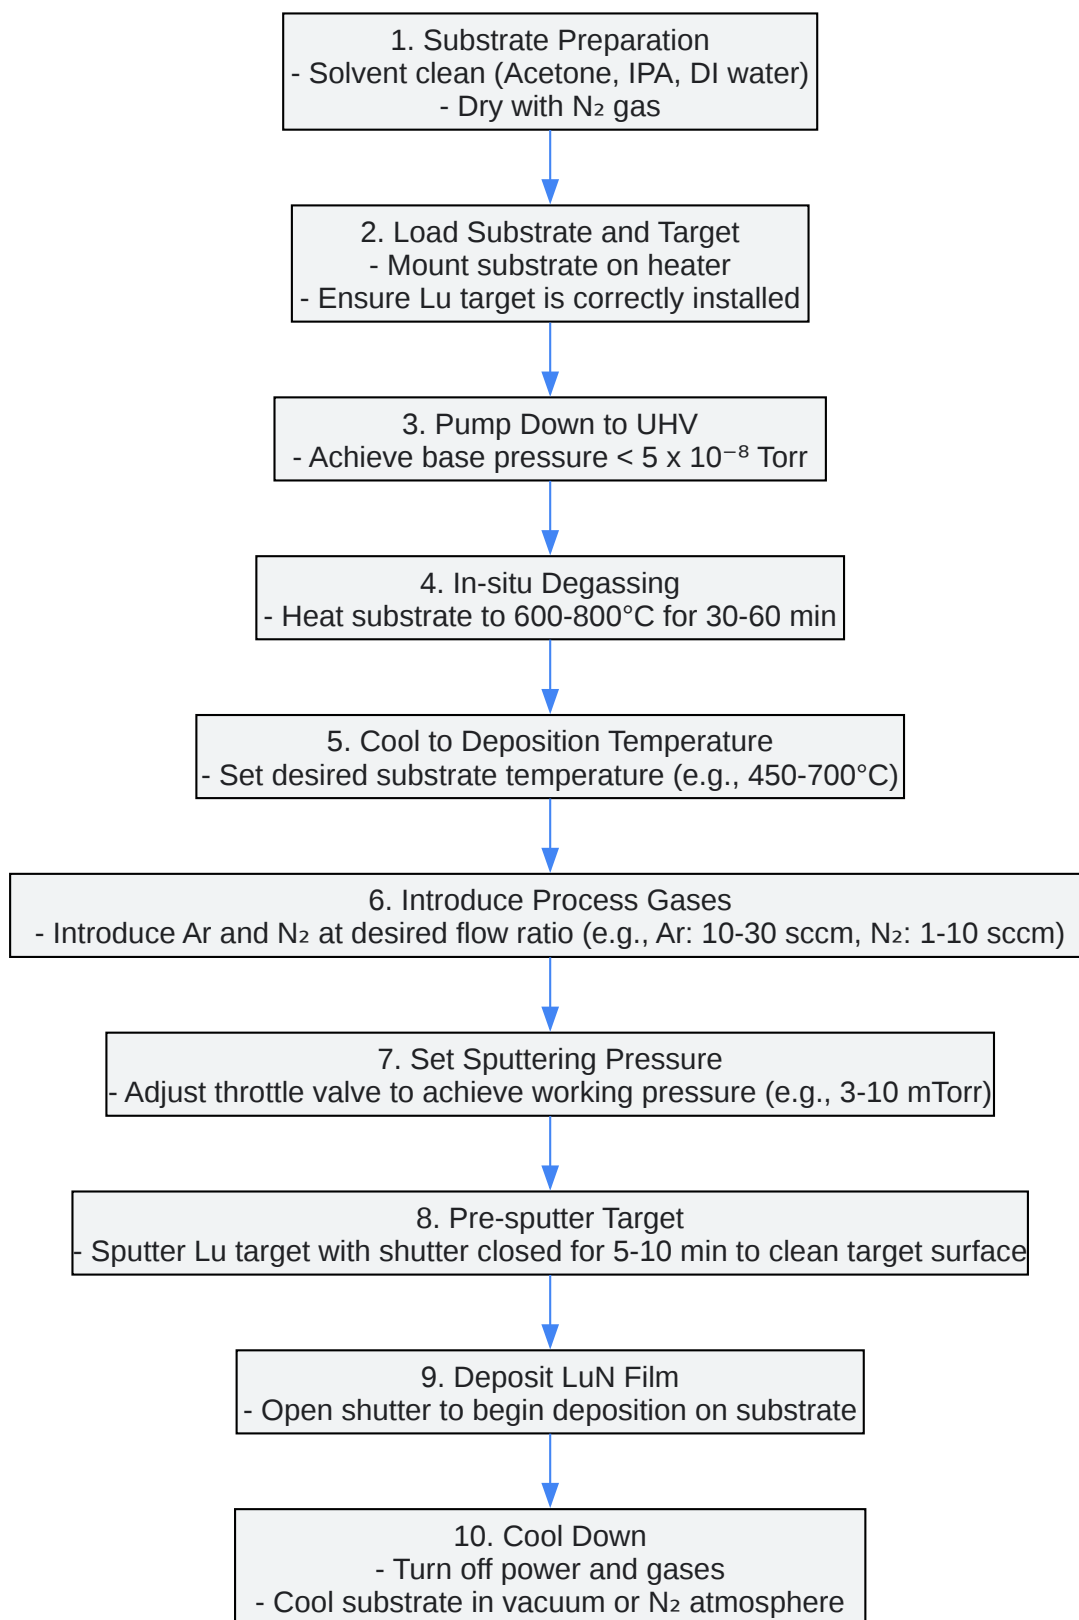 1. Substrate Preparation
- Solvent clean (Acetone, IPA, DI water)
- Dry with N₂ gas
2. Load Substrate and Target
- Mount substrate on heater
- Ensure Lu target is correctly installed
3. Pump Down to UHV
- Achieve base pressure < 5 x 10⁻⁸ Torr
4. In-situ Degassing
- Heat substrate to 600-800°C for 30-60 min
5. Cool to Deposition Temperature
- Set desired substrate temperature (e.g., 450-700°C)
6. Introduce Process Gases
- Introduce Ar and N₂ at desired flow ratio (e.g., Ar: 10-30 sccm, N₂: 1-10 sccm)
7. Set Sputtering Pressure
- Adjust throttle valve to achieve working pressure (e.g., 3-10 mTorr)
8. Pre-sputter Target
- Sputter Lu target with shutter closed for 5-10 min to clean target surface
9. Deposit LuN Film
- Open shutter to begin deposition on substrate
10. Cool Down
- Turn off power and gases
- Cool substrate in vacuum or N₂ atmosphere